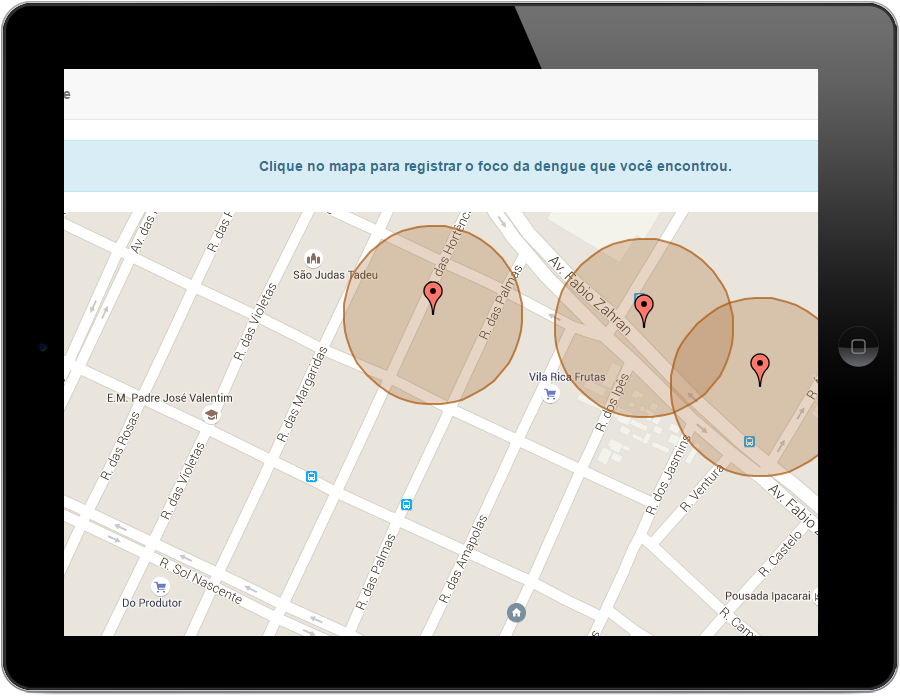 e
Clique no mapa para registrar o foco da dengue que você encontrou.
Av. das
R. das
São Judas Tadeu
R. das Hortênc
R. das Violetas
R. das Palmas
Av. Fabio Zahran
R. das Margaridas
Vila Rica Frutas
E.M. Padre José Valentim
R. dos Ipês
R. das Rosas
R. das Violetas
R. dos Jasmins
R. Ventura
Av. Fabio
R. das Palmas
R. das Amapolas
R. Castelo
R. Sol Nascente
Do Produtor
Pousada Ipacarai
R. Cam